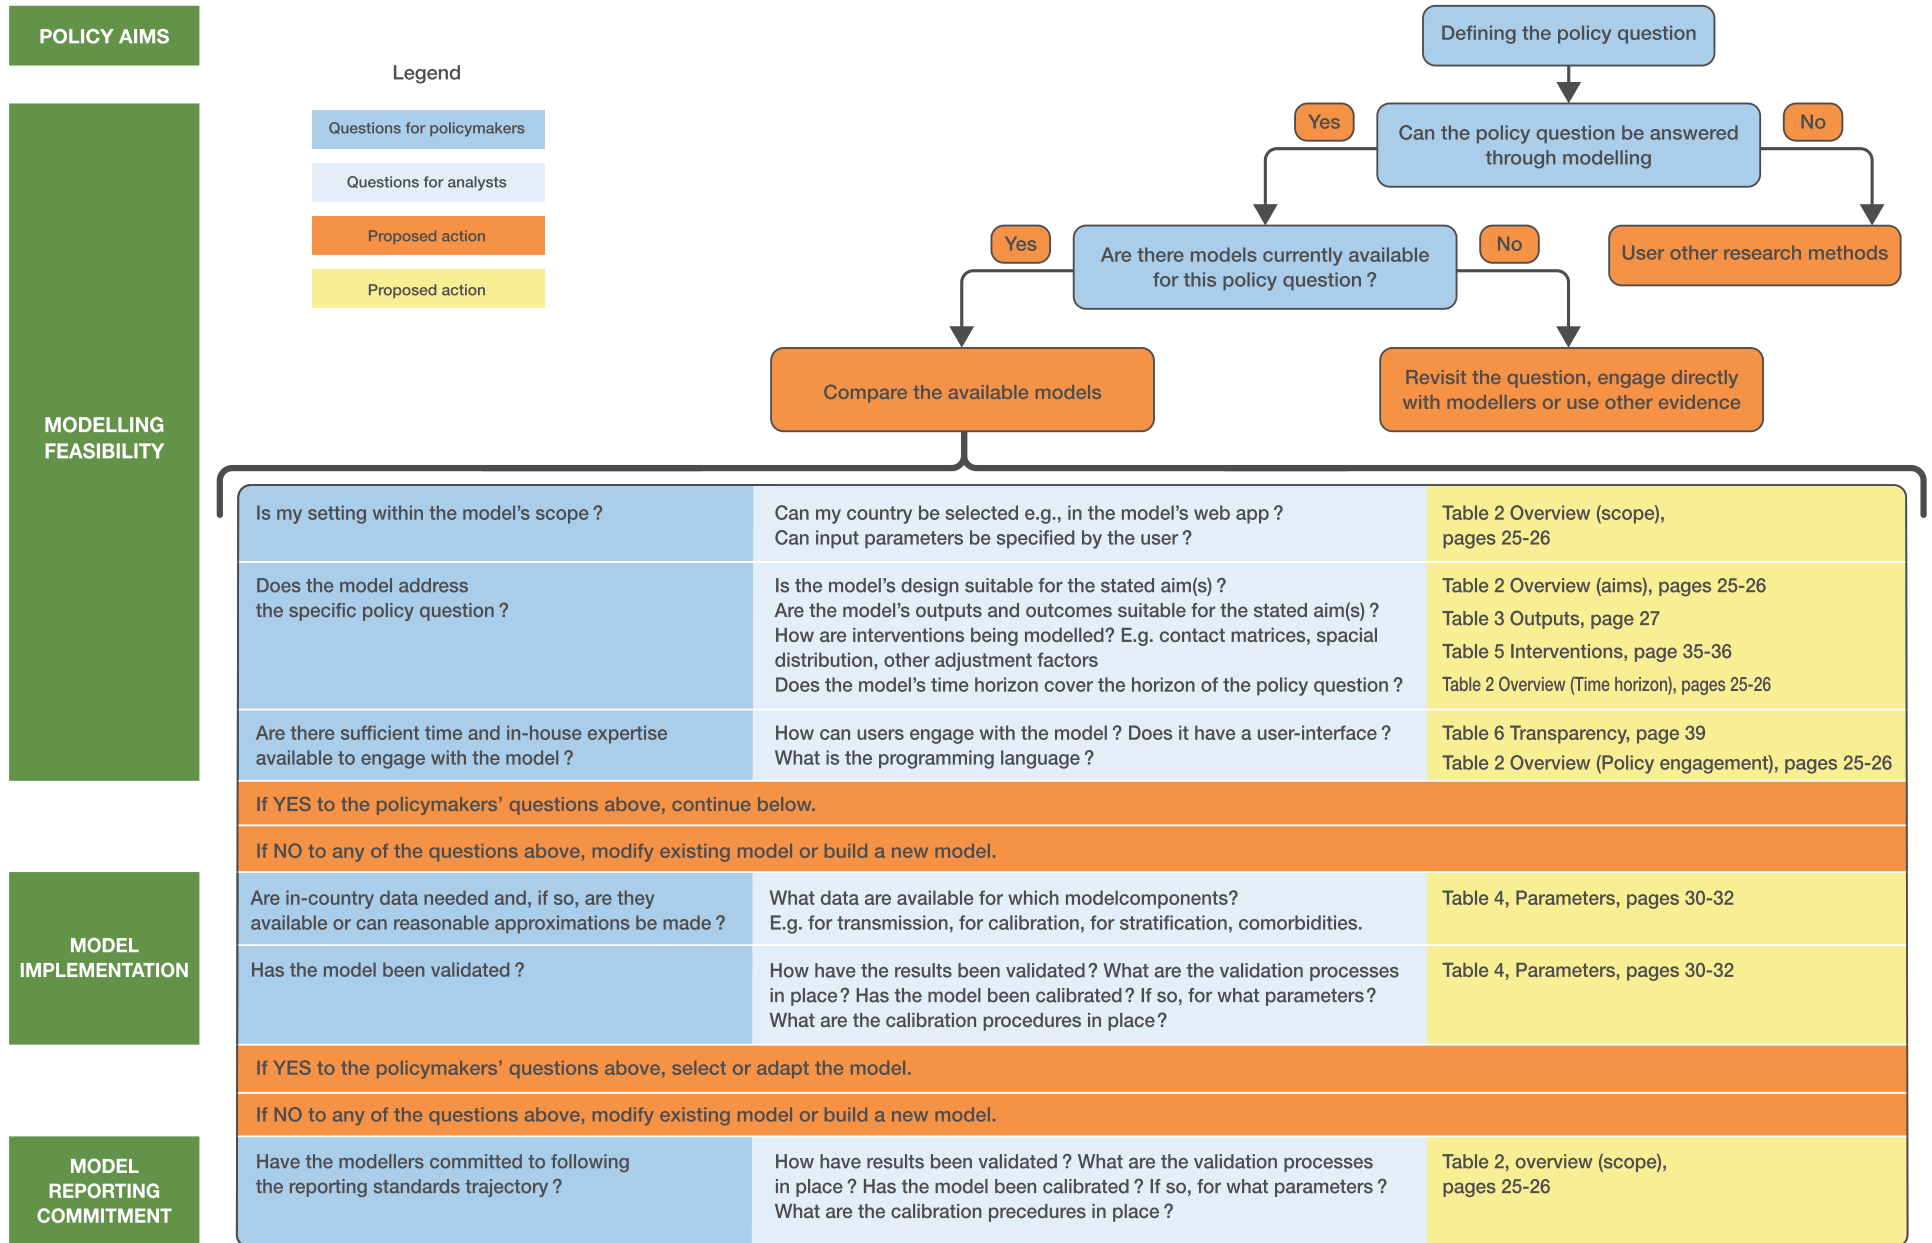 POLICY AIMS
Legend
Questions for policymakers
Questions for analysts
Proposed action
Proposed action
Defining the policy question
Yes
Can the policy question be answered
through modelling
No
Yes
Are there models currently available
for this policy question ?
No
User other research methods
Compare the available models
Revisit the question, engage directly
with modellers or use other evidence
MODELLING
FEASIBILITY
Is my setting within the model’s scope ?
Can my country be selected e.g., in the model’s web app ?
Can input parameters be specified by the user ?
Table 2 Overview (scope),
pages 25-26
Does the model address
the specific policy question ?
Is the model’s design suitable for the stated aim(s) ?
Are the model’s outputs and outcomes suitable for the stated aim(s) ?
How are interventions being modelled? E.g. contact matrices, spacial
distribution, other adjustment factors
Does the model’s time horizon cover the horizon of the policy question ?
Table 2 Overview (aims), pages 25-26
Table 3 Outputs, page 27
Table 5 Interventions, page 35-36
Table 2 Overview (Time horizon), pages 25-26
Are there sufficient time and in-house expertise
available to engage with the model ?
How can users engage with the model ? Does it have a user-interface ?
What is the programming language ?
Table 6 Transparency, page 39
Table 2 Overview (Policy engagement), pages 25-26
If YES to the policymakers’ questions above, continue below.
If NO to any of the questions above, modify existing model or build a new model.
MODEL
IMPLEMENTATION
Are in-country data needed and, if so, are they
available or can reasonable approximations be made ?
What data are available for which modelcomponents?
E.g. for transmission, for calibration, for stratification, comorbidities.
Table 4, Parameters, pages 30-32
Has the model been validated ?
How have the results been validated ? What are the validation processes
in place ? Has the model been calibrated ? If so, for what parameters ?
What are the calibration procedures in place ?
Table 4, Parameters, pages 30-32
If YES to the policymakers’ questions above, select or adapt the model.
If NO to any of the questions above, modify existing model or build a new model.
MODEL
REPORTING
COMMITMENT
Have the modellers committed to following
the reporting standards trajectory ?
How have results been validated ? What are the validation processes
in place ? Has the model been calibrated ? If so, for what parameters ?
What are the calibration precedures in place ?
Table 2, overview (scope),
pages 25-26